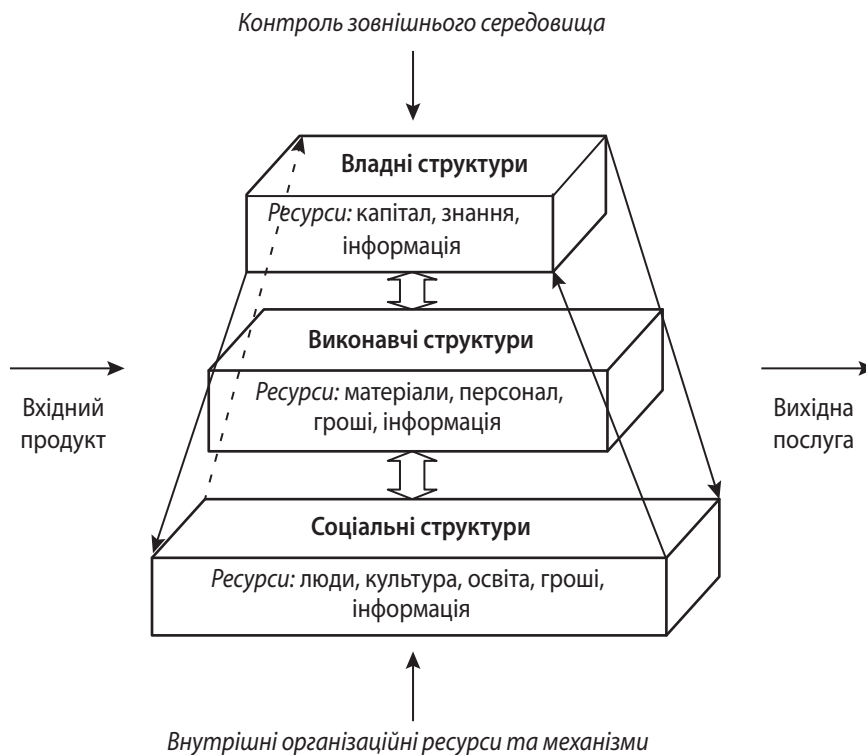 Контроль зовнішнього середовища
Владні структури
Ресурси: капітал, знання,
інформація
Виконавчі структури
Ресурси: матеріали, персонал,
гроші, інформація
Вхідний
продукт
Вихідна
послуга
Соціальні структури
Ресурси: люди, культура, освіта, гроші,
інформація
Внутрішні організаційні ресурси та механізми